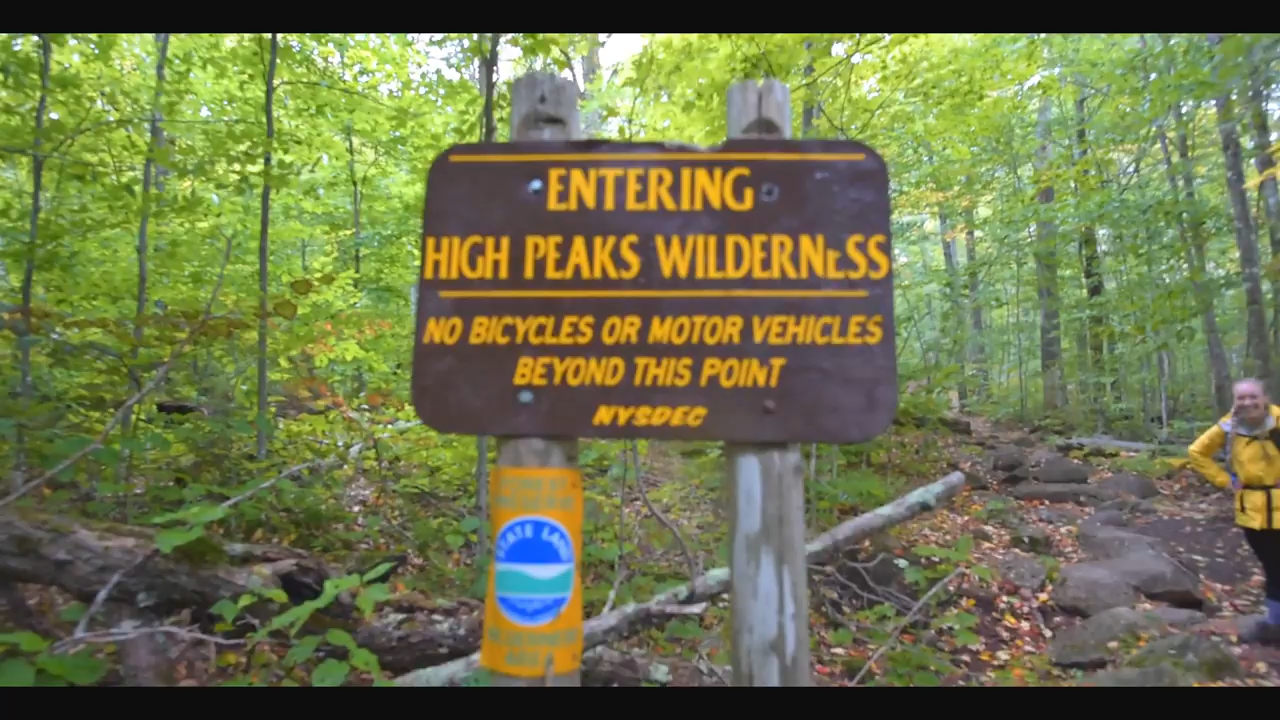 ENTERING
HIGH PEAKS WILDERNESS
NO BICYCLES OR MOTOR VEHICLES
BEYOND THIS POINT
NYSDEC
STATE LAND